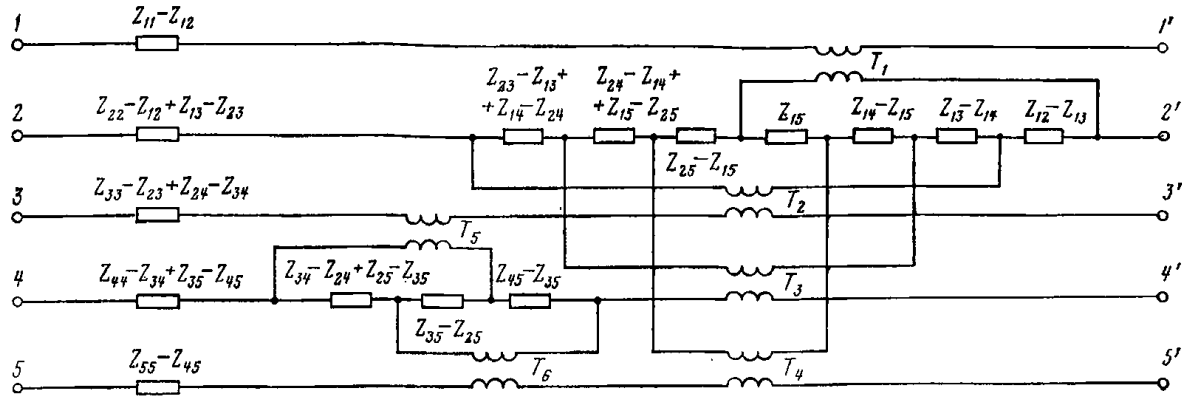 1
Z₁₁−Z₁₂
1'
T₁
Z₂₃−Z₁₃+
+Z₁₄−Z₂₄
Z₂₄−Z₁₄+
+Z₁₅−Z₂₅
2
Z₂₂−Z₁₂+Z₁₃−Z₂₃
Z₂₅−Z₁₅
Z₁₅
Z₁₄−Z₁₅
Z₁₃−Z₁₄
Z₁₂−Z₁₃
2'
3
Z₃₃−Z₂₃+Z₂₄−Z₃₄
T₅
T₂
3'
4
Z₄₄−Z₃₄+Z₃₅−Z₄₅
Z₃₄−Z₂₄+Z₂₅−Z₃₅
Z₄₅−Z₃₅
Z₃₅−Z₂₅
T₃
4'
5
Z₅₅−Z₄₅
T₆
T₄
5'